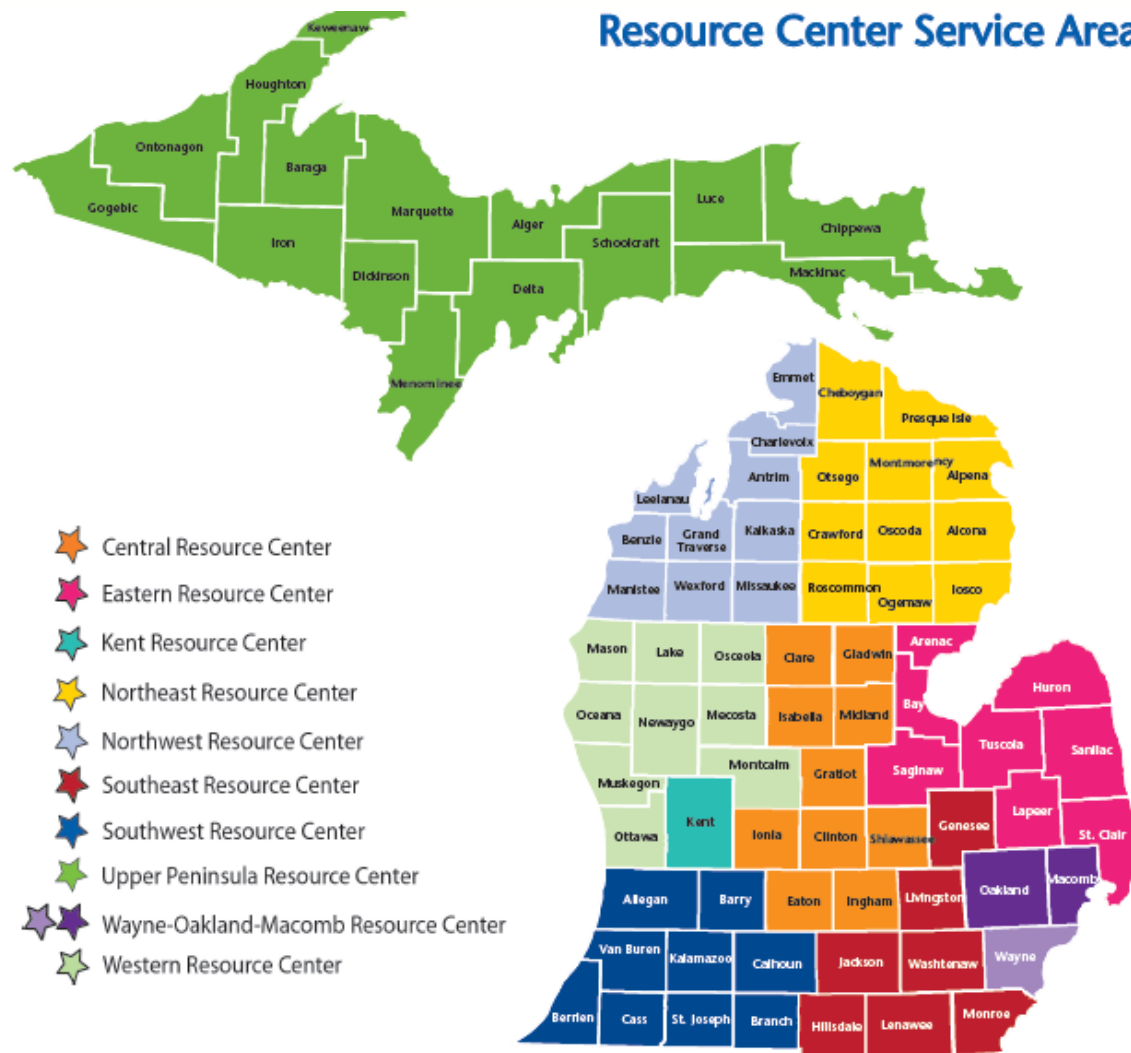 Resource Center Service Area
Keweenaw
Houghton
Ontonagon
Baraga
Gogebic
Marquette
Iron
Alger
Luce
Chippewa
Schoolcraft
Dickinson
Delta
Mackinac
Menominee
Emmet
Cheboygan
Presque Isle
Charlevoix
Antrim
Otsego
Montmorency
Alpena
Leelanau
Benzie
Grand
Traverse
Kalkaska
Crawford
Oscoda
Alcona
Manistee
Wexford
Missaukee
Roscommon
Ogemaw
Iosco
Mason
Lake
Osceola
Clare
Gladwin
Arenac
Huron
Oceana
Newaygo
Mecosta
Isabella
Midland
Bay
Tuscola
Sanilac
Muskegon
Montcalm
Gratiot
Saginaw
Ottawa
Kent
Ionia
Clinton
Shiawassee
Genesee
Lapeer
St. Clair
Allegan
Barry
Eaton
Ingham
Livingston
Oakland
Macomb
Van Buren
Kalamazoo
Calhoun
Jackson
Washtenaw
Wayne
Berrien
Cass
St. Joseph
Branch
Hillsdale
Lenawee
Monroe
Central Resource Center
Eastern Resource Center
Kent Resource Center
Northeast Resource Center
Northwest Resource Center
Southeast Resource Center
Southwest Resource Center
Upper Peninsula Resource Center
Wayne-Oakland-Macomb Resource Center
Western Resource Center